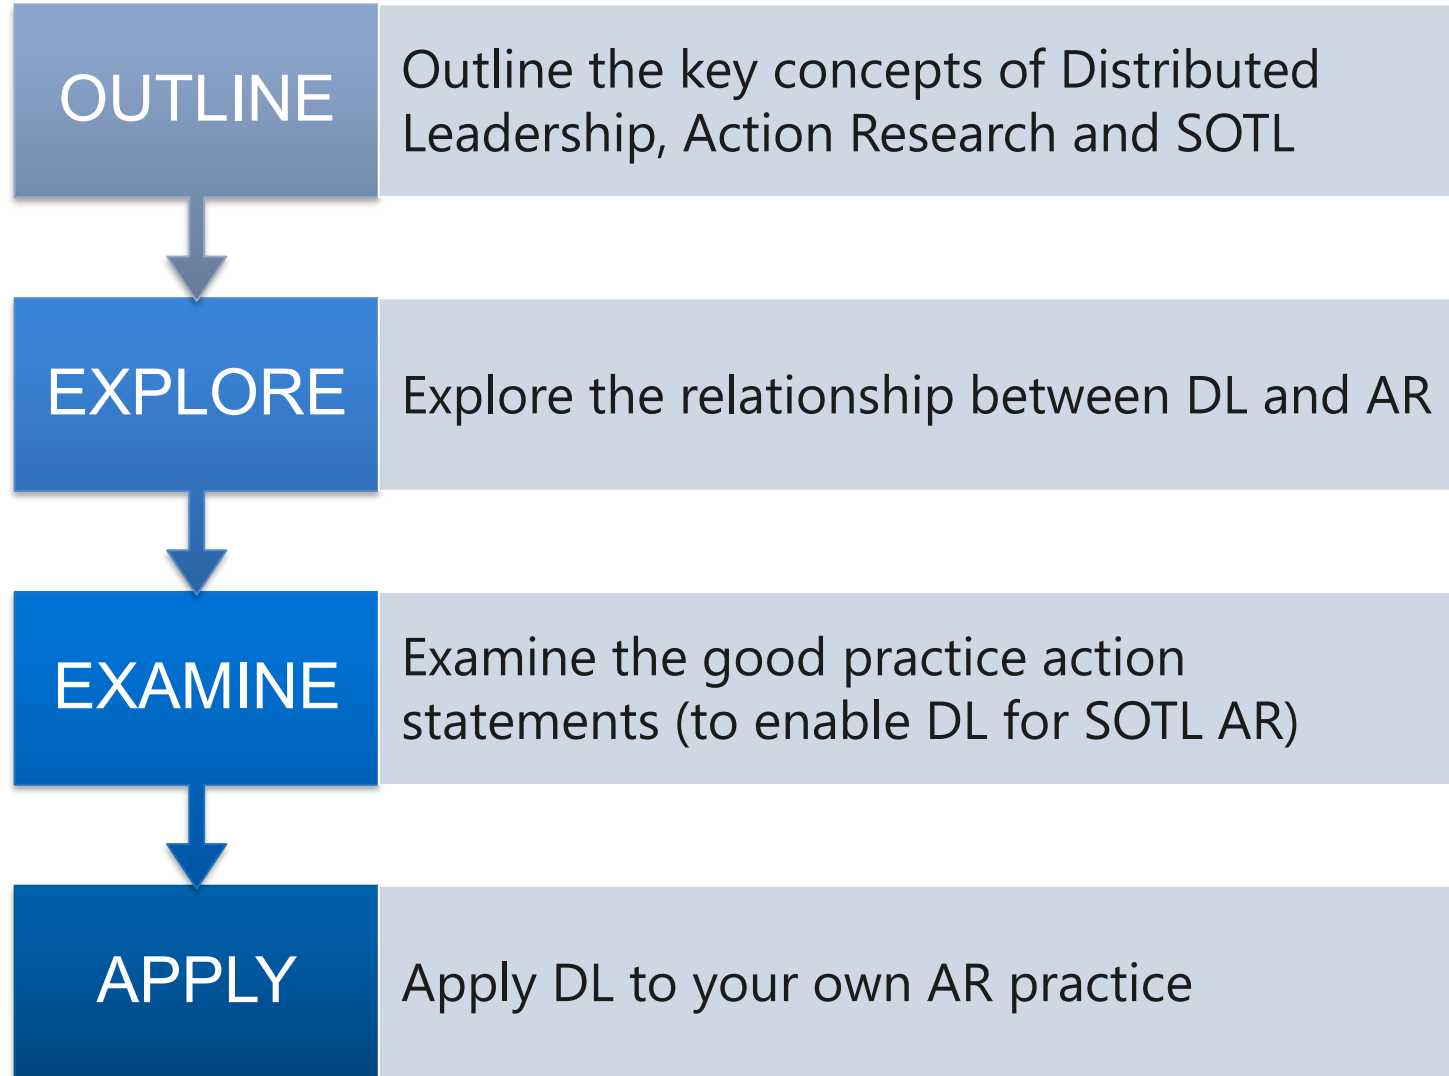 OUTLINE
Outline the key concepts of Distributed
Leadership, Action Research and SOTL
EXPLORE
Explore the relationship between DL and AR
EXAMINE
Examine the good practice action
statements (to enable DL for SOTL AR)
APPLY
Apply DL to your own AR practice